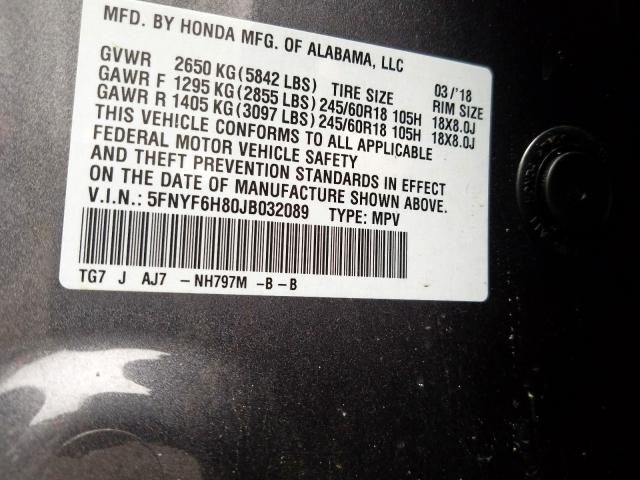 MFD. BY HONDA MFG. OF ALABAMA, LLC
GVWR 2650 KG(5842 LBS) TIRE SIZE 03/'18 RIM SIZE
GAWR F 1295 KG(2855 LBS)245/60R18 105H 18X8.0J
GAWR R 1405 KG(3097 LBS)245/60R18 105H 18X8.0J
THIS VEHICLE CONFORMS TO ALL APPLICABLE
FEDERAL MOTOR VEHICLE SAFETY
AND THEFT PREVENTION STANDARDS IN EFFECT
ON THE DATE OF MANUFACTURE SHOWN ABOVE.
V.I.N.: 5FNYF6H80JB032089 TYPE: MPV
TG7 J AJ7 -NH797M -B-B